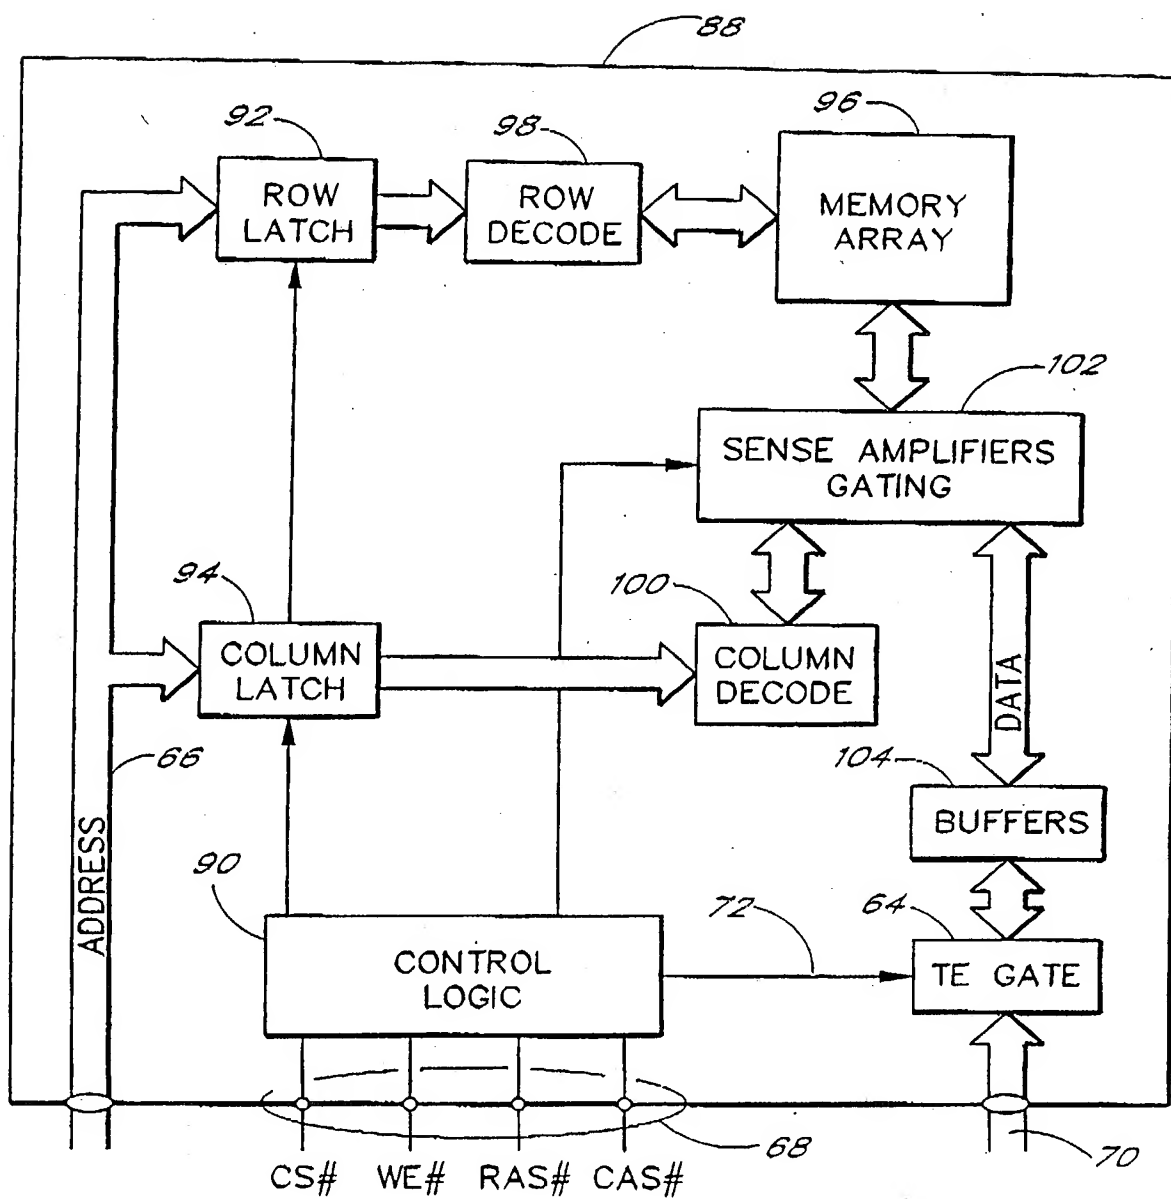 88
92
98
96
ROW
LATCH
ROW
DECODE
MEMORY
ARRAY
102
SENSE AMPLIFIERS
GATING
94
100
COLUMN
LATCH
COLUMN
DECODE
DATA
66
104
BUFFERS
ADDRESS
90
72
64
CONTROL
LOGIC
TE GATE
68
70
CS# WE# RAS# CAS#